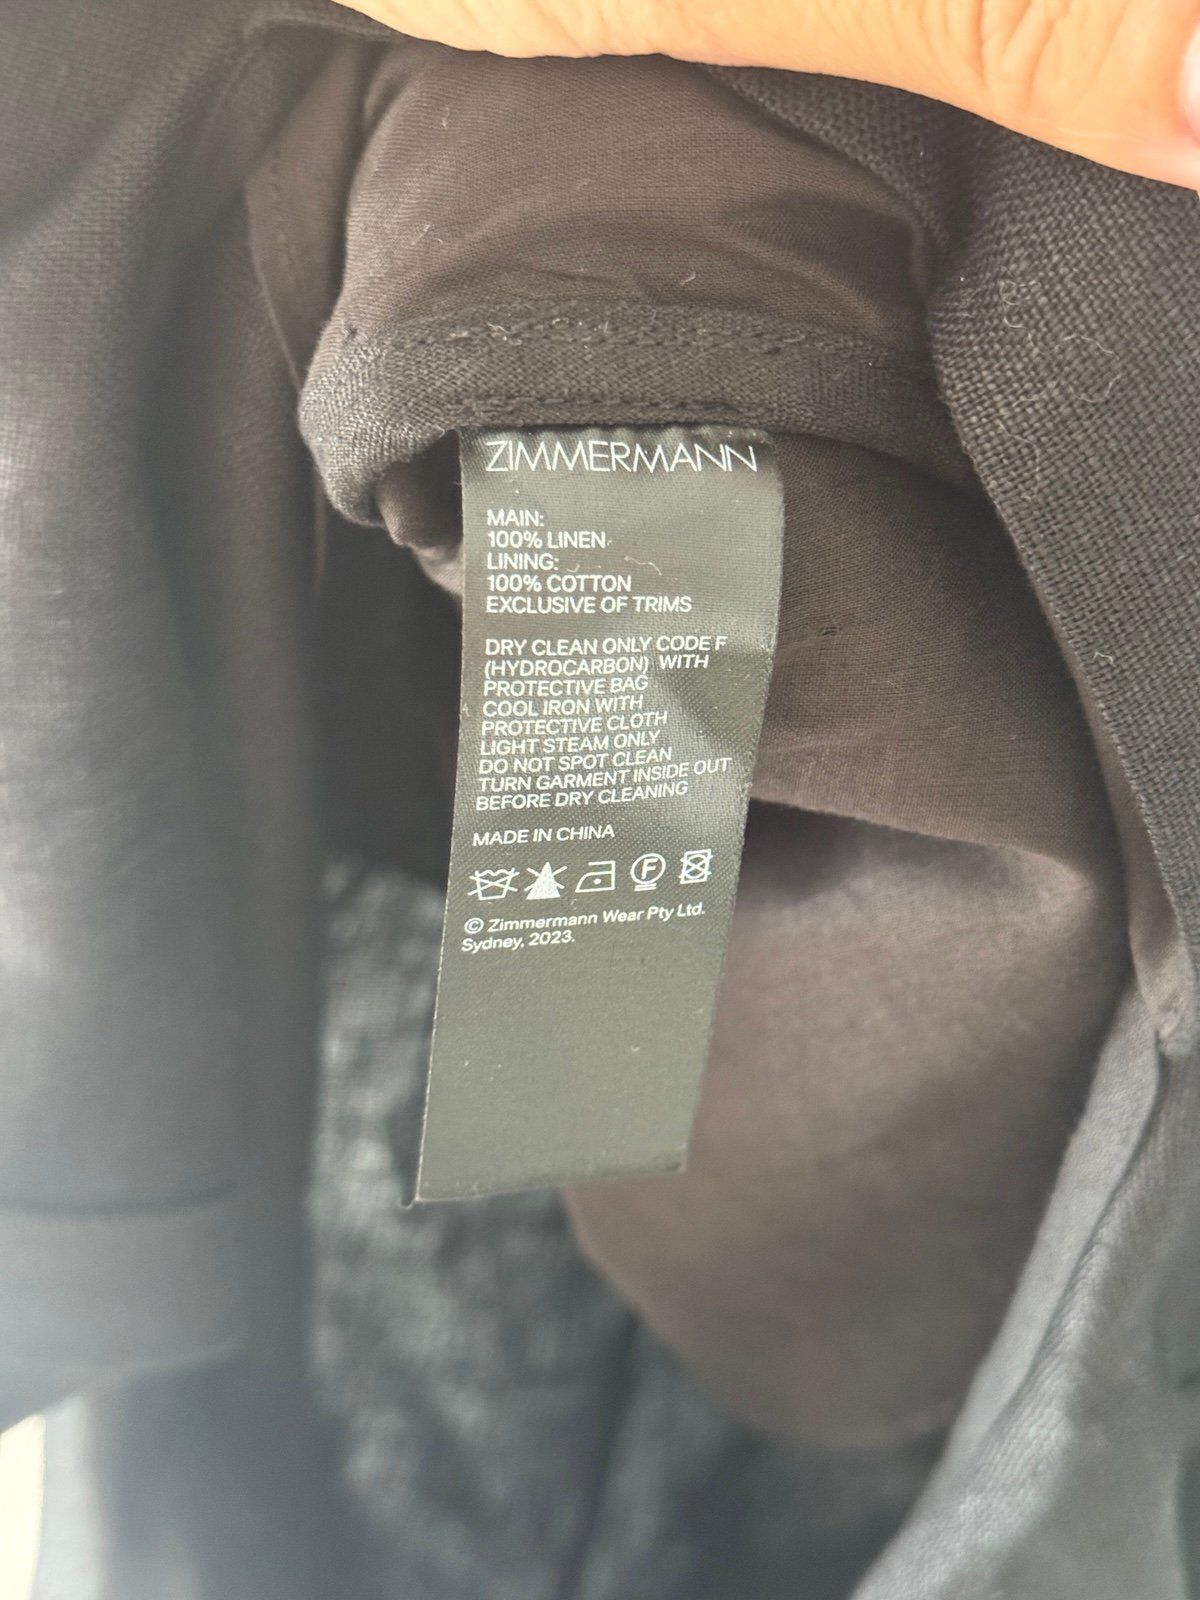 ZIMMERMANN
MAIN:
100% LINEN
LINING:
100% COTTON
EXCLUSIVE OF TRIMS
DRY CLEAN ONLY CODE F
(HYDROCARBON) WITH
PROTECTIVE BAG
COOL IRON WITH
PROTECTIVE CLOTH
LIGHT STEAM ONLY
DO NOT SPOT CLEAN
TURN GARMENT INSIDE OUT
BEFORE DRY CLEANING
MADE IN CHINA
F
© Zimmermann Wear Pty Ltd.
Sydney, 2023.